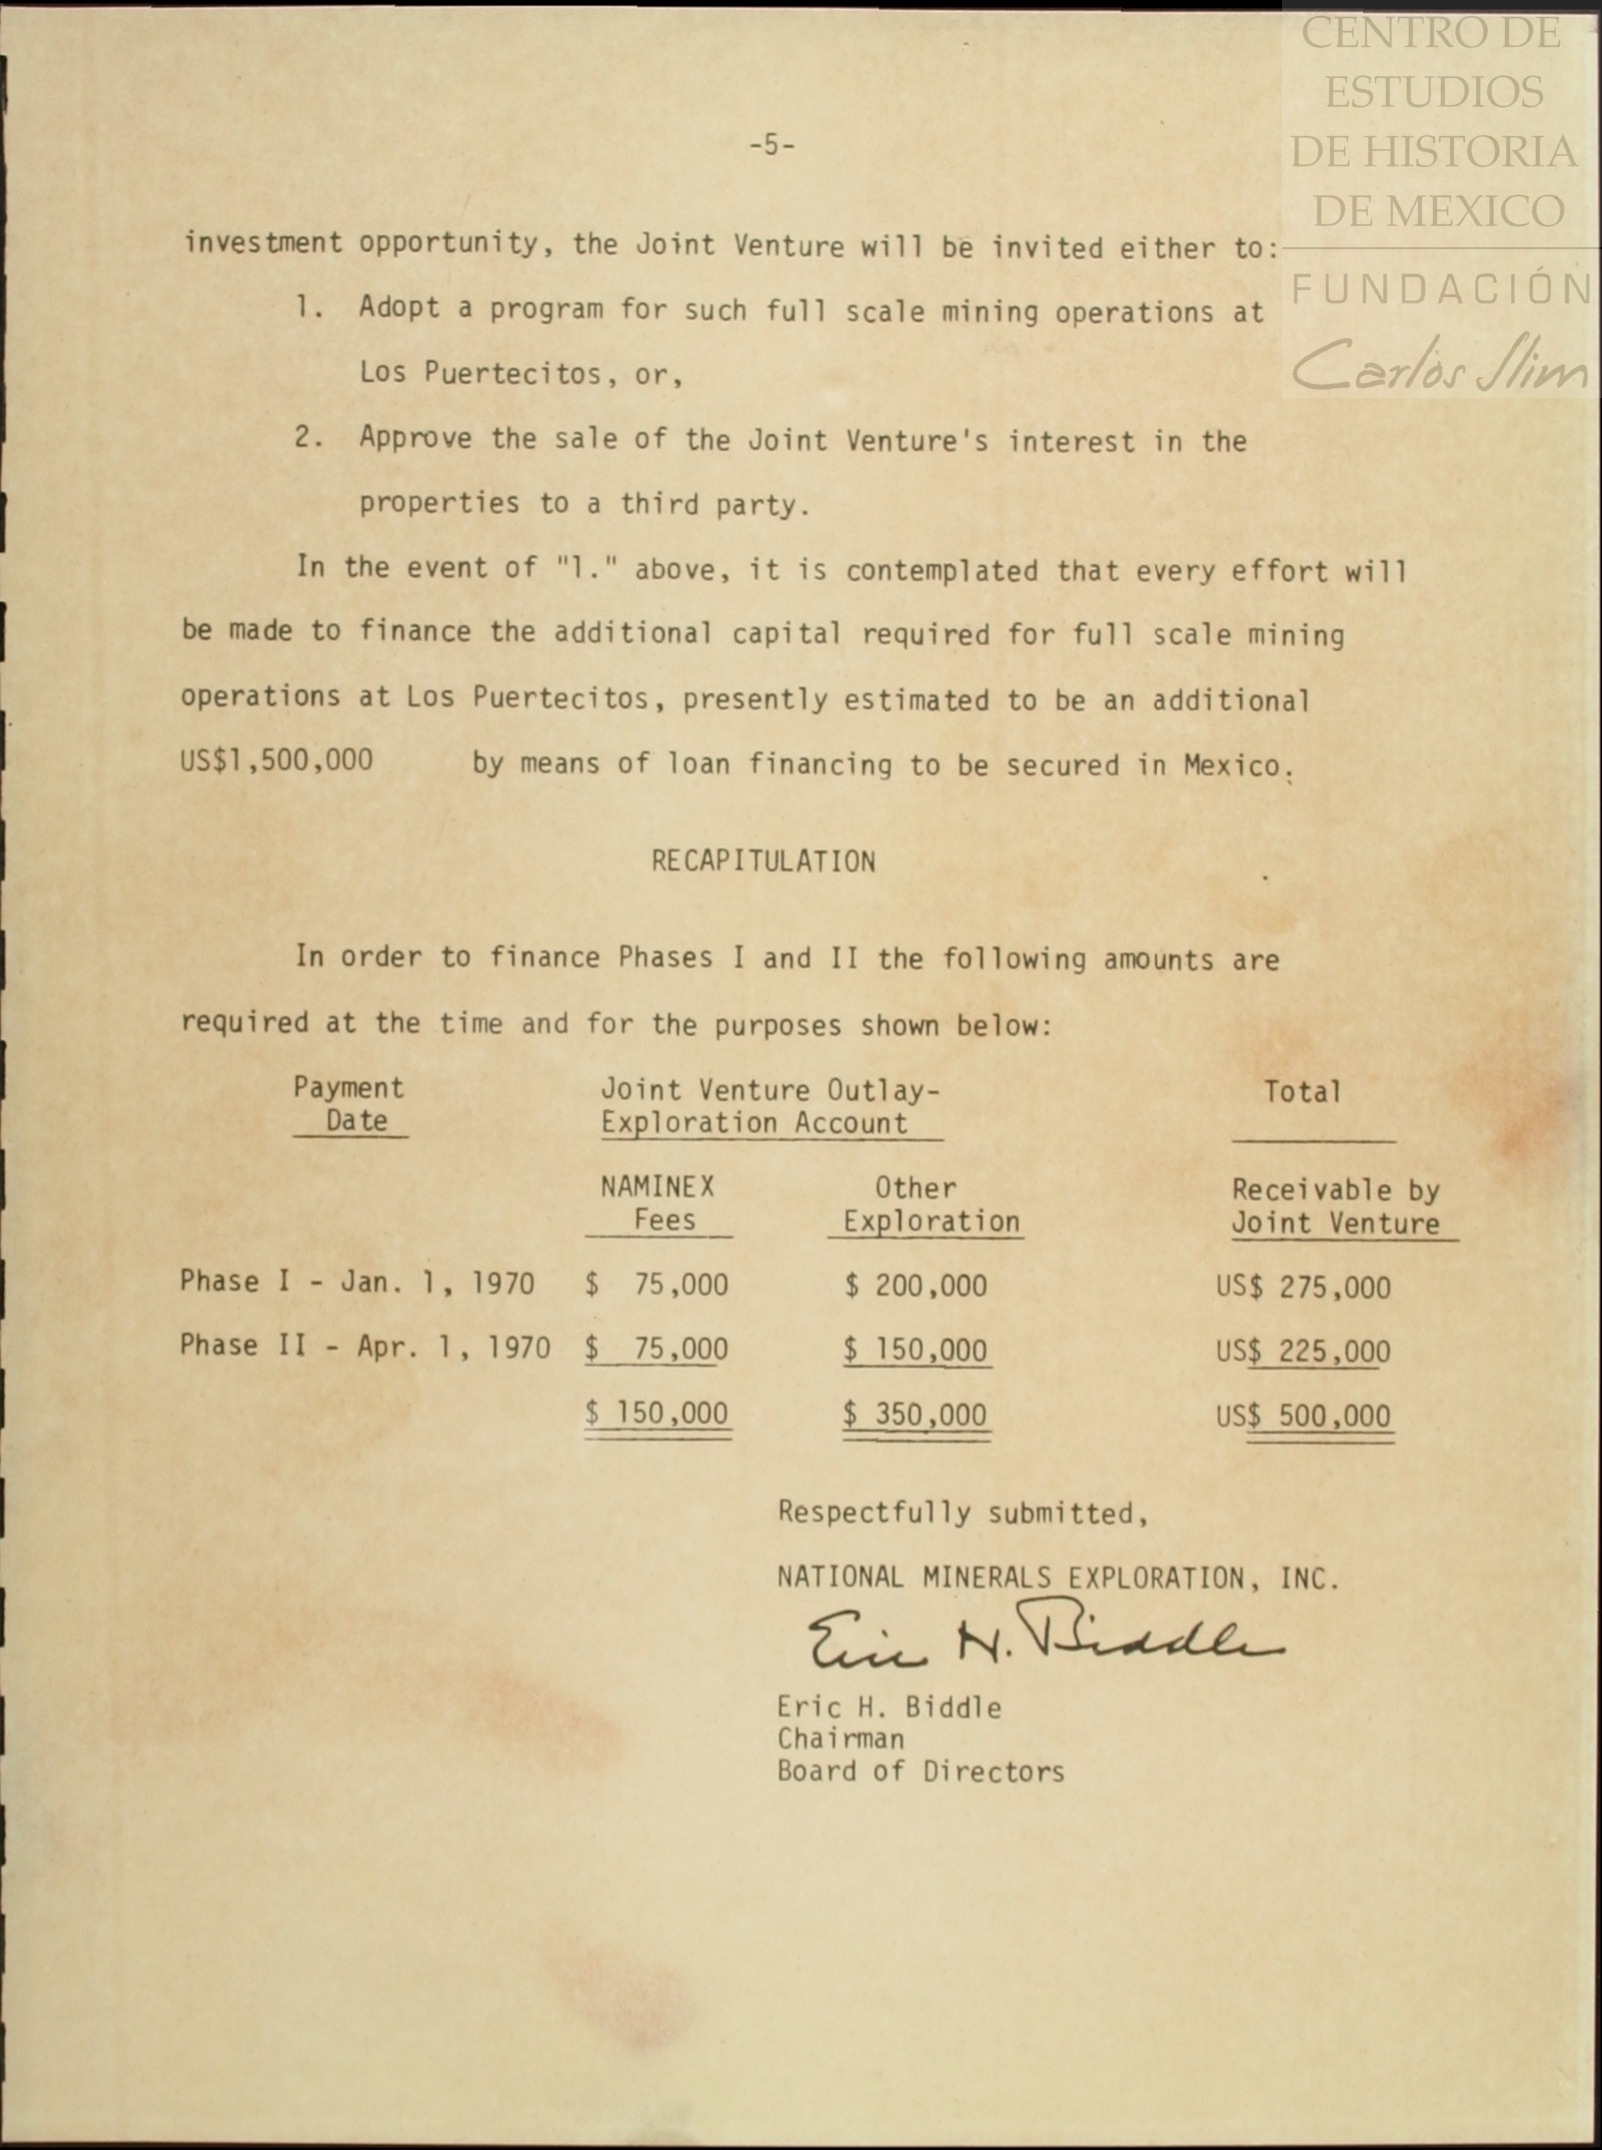 CENTRO DE
ESTUDIOS
DE HISTORIA
DE MEXICO
FUNDACIÓN
Carlos Slim
-5-
investment opportunity, the Joint Venture will be invited either to:
1. Adopt a program for such full scale mining operations at
Los Puertecitos, or,
2. Approve the sale of the Joint Venture's interest in the
properties to a third party.
In the event of "1." above, it is contemplated that every effort will
be made to finance the additional capital required for full scale mining
operations at Los Puertecitos, presently estimated to be an additional
US$1,500,000 by means of loan financing to be secured in Mexico.
RECAPITULATION
In order to finance Phases I and II the following amounts are
required at the time and for the purposes shown below:
Payment Joint Venture Outlay- Total
Date Exploration Account
NAMINEX Other Receivable by
Fees Exploration Joint Venture
Phase I - Jan. 1, 1970 $ 75,000 $ 200,000 US$ 275,000
Phase II - Apr. 1, 1970 $ 75,000 $ 150,000 US$ 225,000
$ 150,000 $ 350,000 US$ 500,000
Respectfully submitted,
NATIONAL MINERALS EXPLORATION, INC.
Eric H. Biddle
Eric H. Biddle
Chairman
Board of Directors